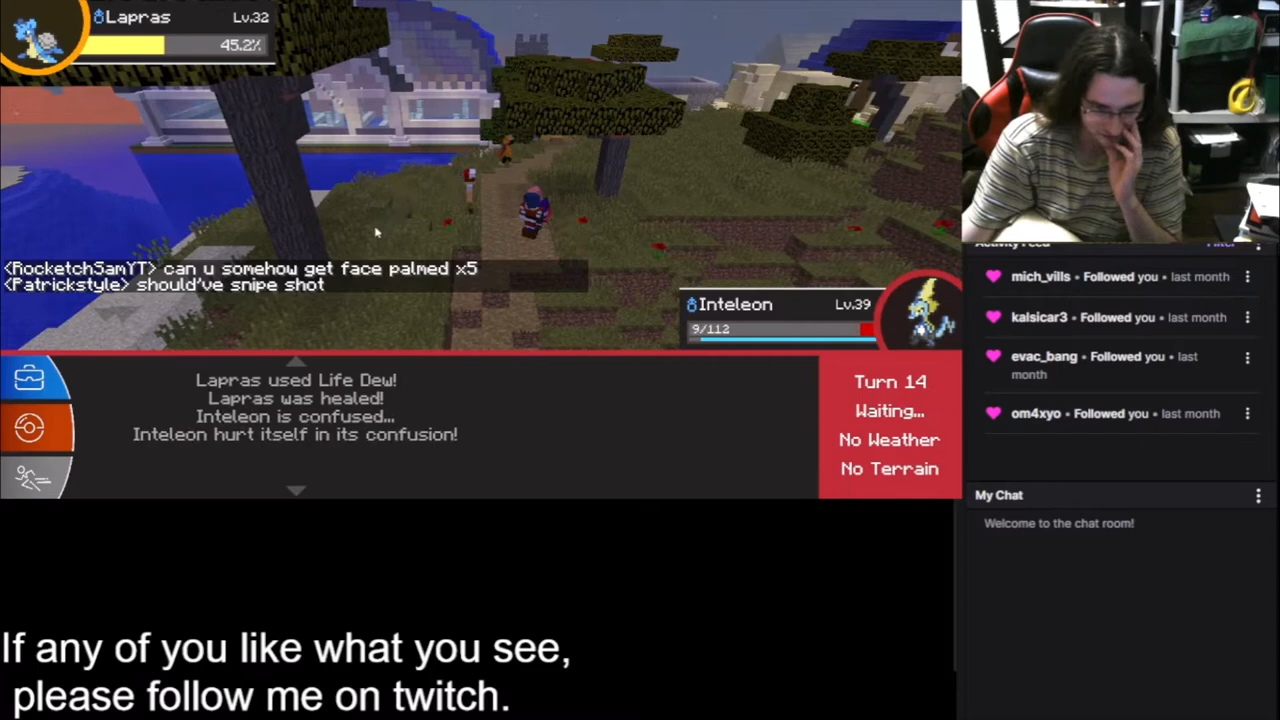 Lapras Lv.32
45.2%
<RocketchSamYT> can u somehow get face palmed x5
<Patrickstyle> should've snipe shot
Inteleon Lv.39
9/112
Lapras used Life Dew!
Lapras was healed!
Inteleon is confused...
Inteleon hurt itself in its confusion!
Turn 14
Waiting...
No Weather
No Terrain
If any of you like what you see,
please follow me on twitch.
Activity Feed Filter
mich_vills • Followed you • last month
kalsicar3 • Followed you • last month
evac_bang • Followed you • last
month
om4xyo • Followed you • last month
My Chat
Welcome to the chat room!